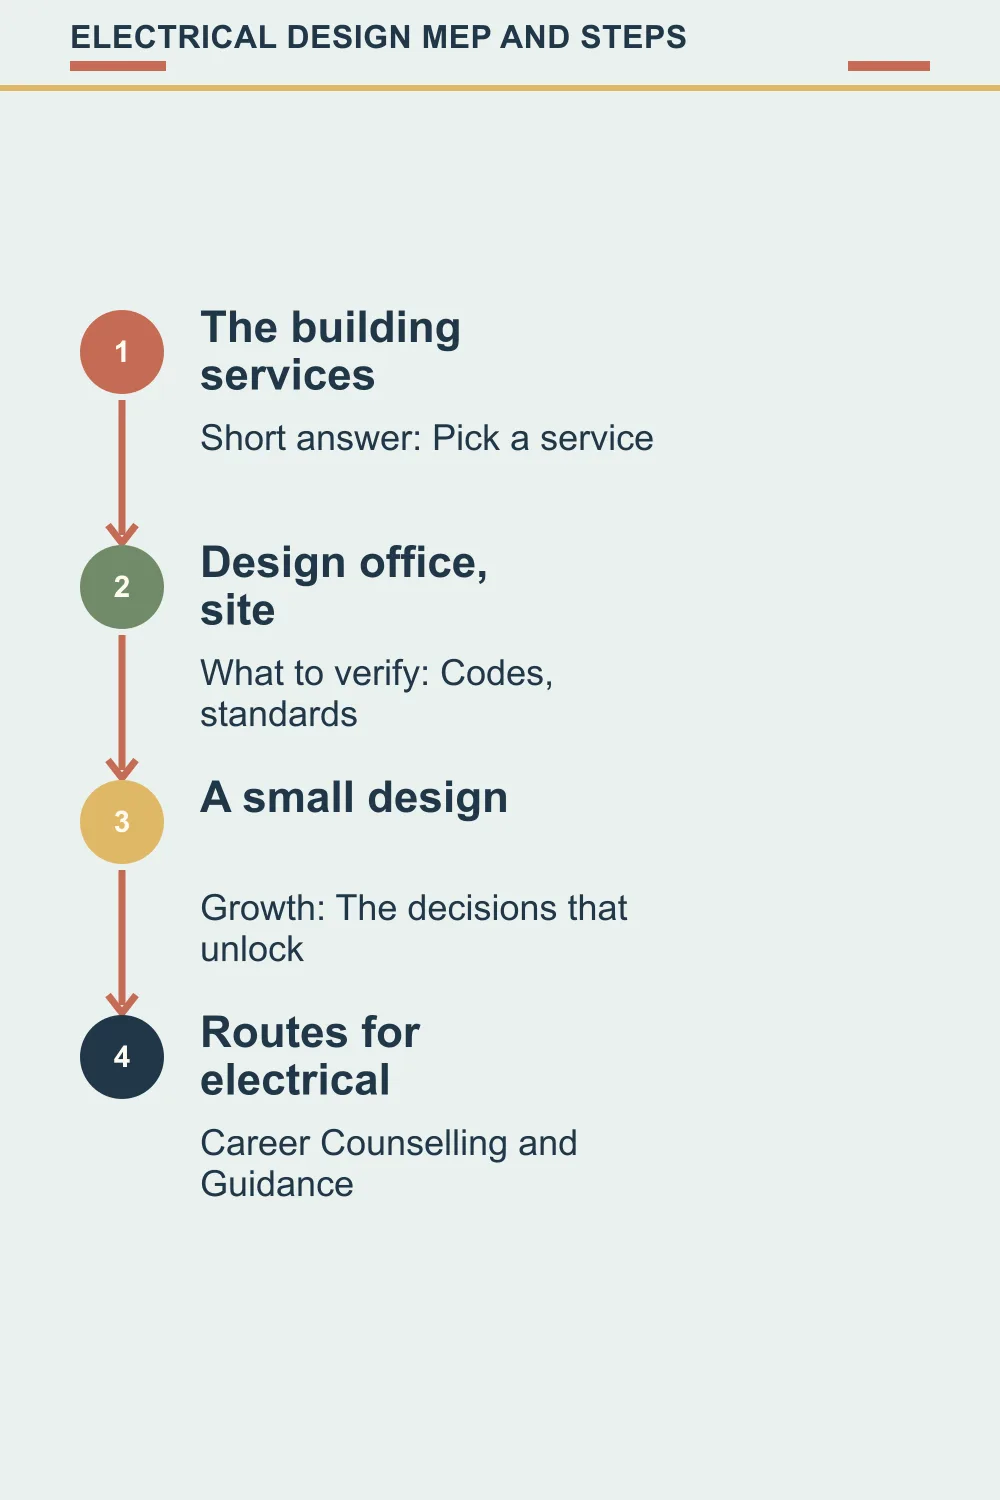 ELECTRICAL DESIGN MEP AND STEPS
1
The building
services
Short answer: Pick a service
2
Design office,
site
What to verify: Codes,
standards
3
A small design
Growth: The decisions that
unlock
4
Routes for
electrical
Career Counselling and
Guidance